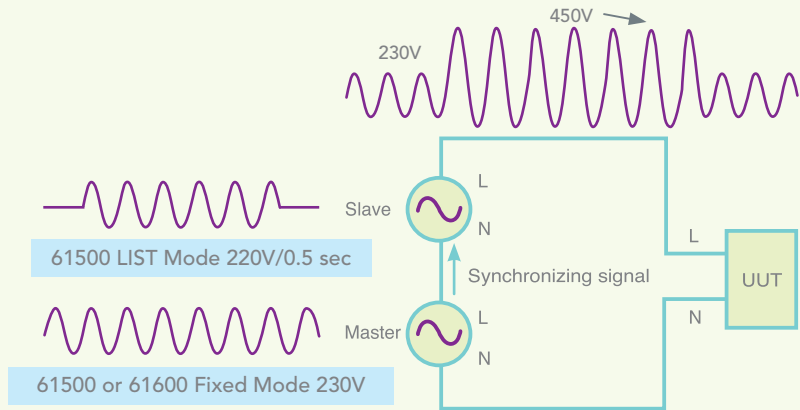 450V
230V
L
Slave
N
61500 LIST Mode 220V/0.5 sec
L
Synchronizing signal
UUT
Master
L
N
N
61500 or 61600 Fixed Mode 230V